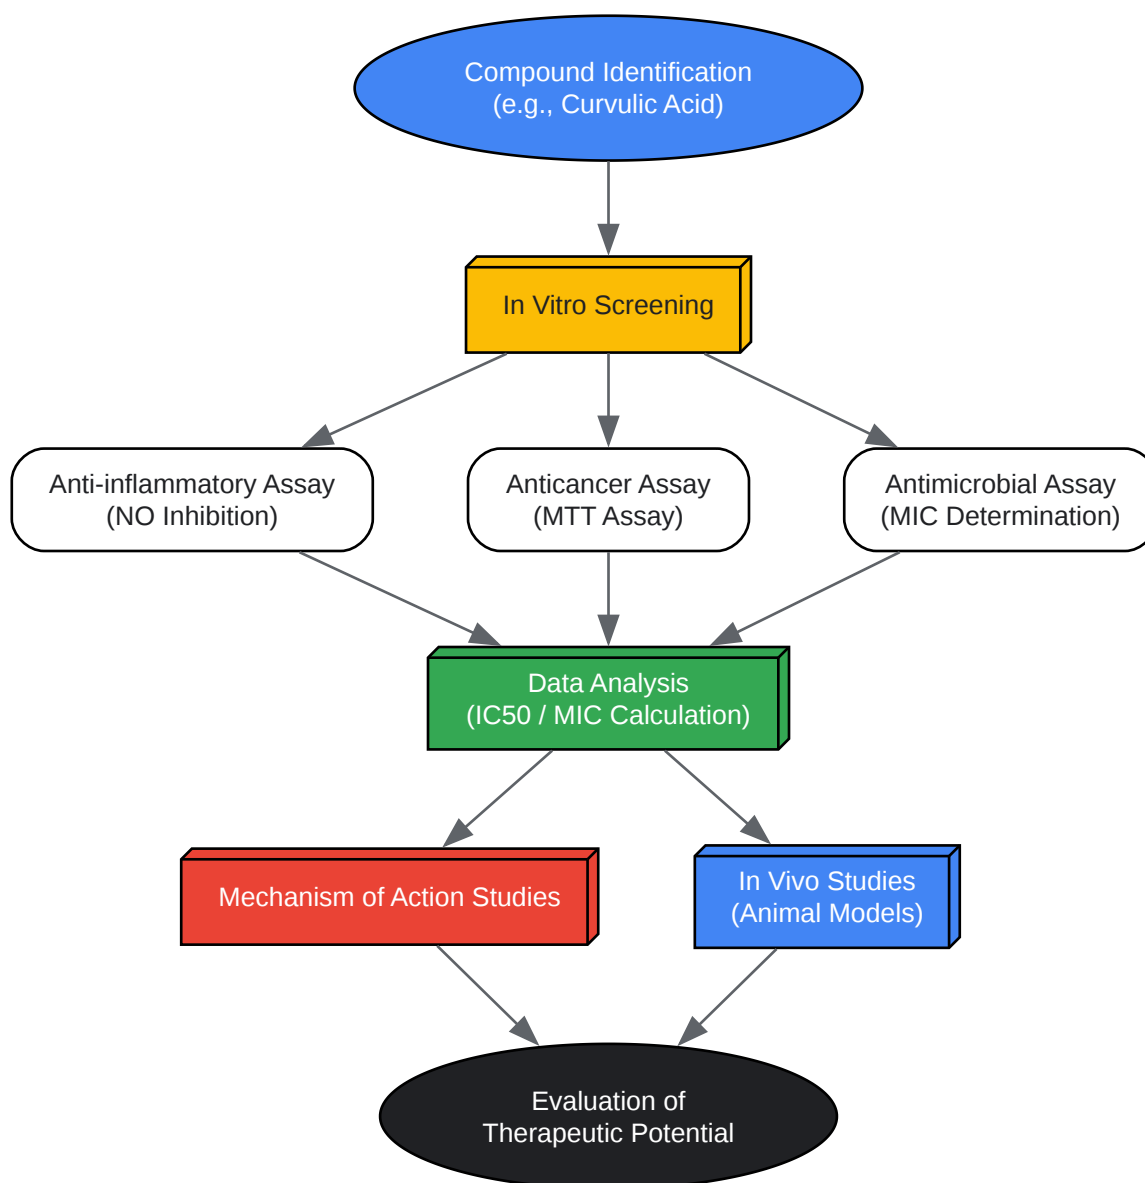 Compound Identification
(e.g., Curvulic Acid)
In Vitro Screening
Anti-inflammatory Assay
(NO Inhibition)
Anticancer Assay
(MTT Assay)
Antimicrobial Assay
(MIC Determination)
Data Analysis
(IC50 / MIC Calculation)
Mechanism of Action Studies
In Vivo Studies
(Animal Models)
Evaluation of
Therapeutic Potential